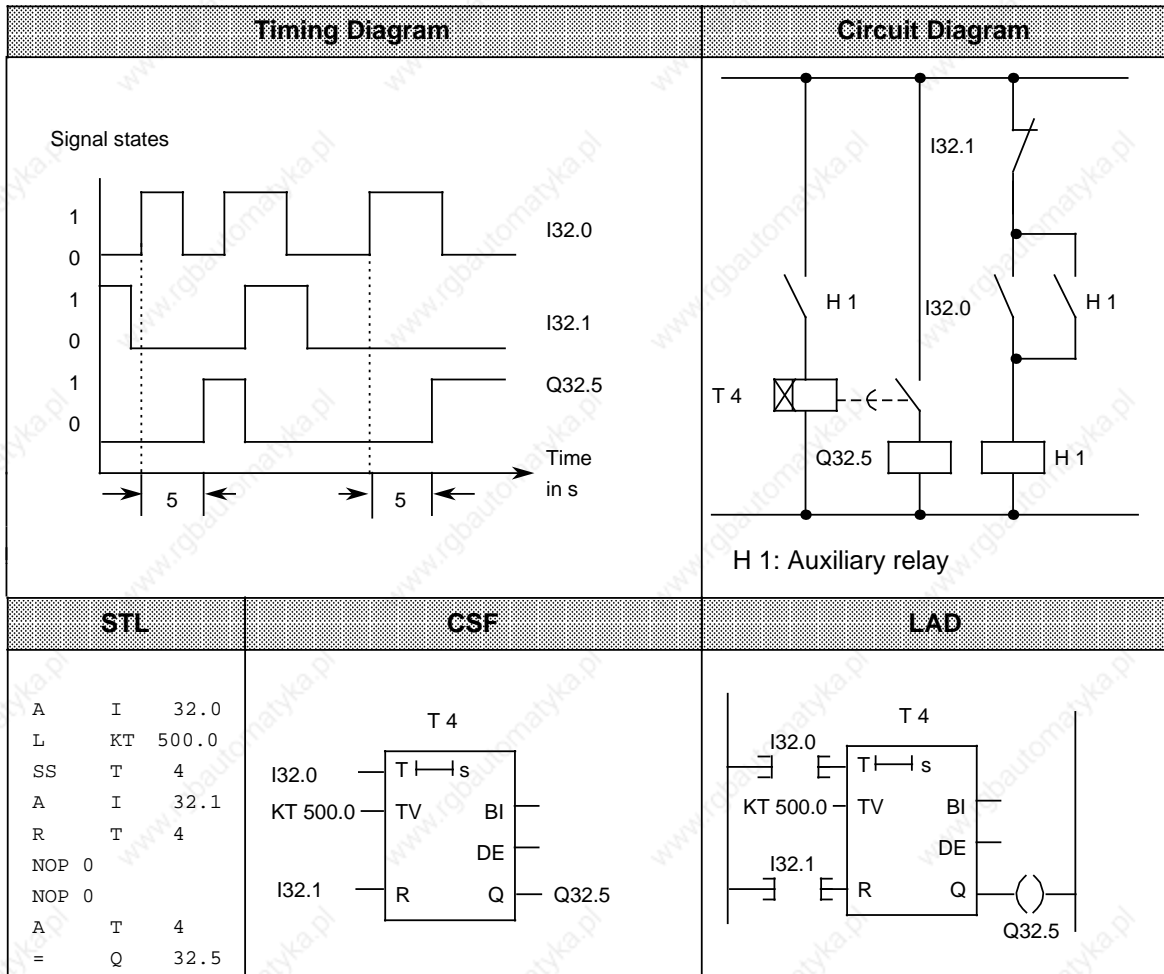 Timing Diagram
Circuit Diagram
Signal states
1
0
I32.0
1
0
I32.1
1
0
Q32.5
Time
in s
5
5
I32.1
H 1
I32.0
H 1
T 4
Q32.5
H 1
H 1: Auxiliary relay
STL
CSF
LAD
A I 32.0
L KT 500.0
SS T 4
A I 32.1
R T 4
NOP 0
NOP 0
A T 4
= Q 32.5
T 4
I32.0
T s
KT 500.0
TV
BI
DE
I32.1
R
Q
Q32.5
T 4
I32.0
T s
KT 500.0
TV
BI
DE
I32.1
R
Q
Q32.5
www.rgbautomatyka.pl